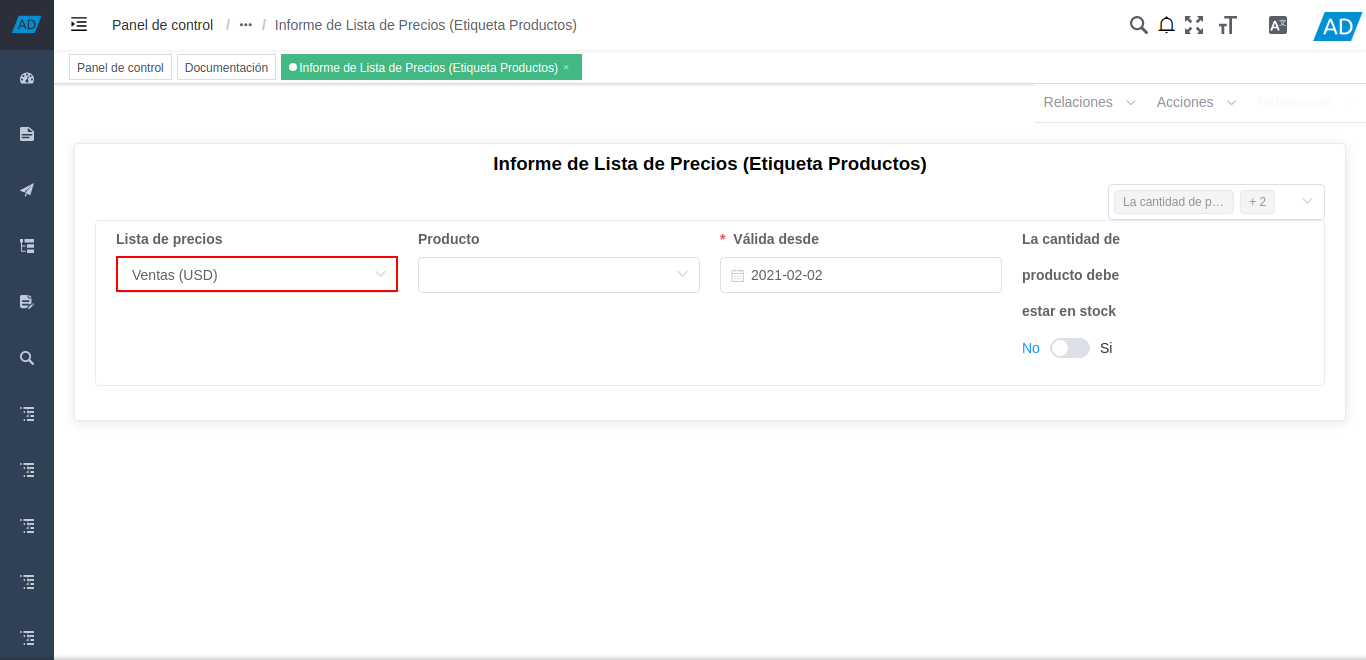 AD
Panel de control / ••• / Informe de Lista de Precios (Etiqueta Productos)
AD
Panel de control
Documentación
Informe de Lista de Precios (Etiqueta Productos) ×
Relaciones
Acciones
Referencias
Informe de Lista de Precios (Etiqueta Productos)
La cantidad de p...
+ 2
Lista de precios
Ventas (USD)
Producto
* Válida desde
2021-02-02
La cantidad de
producto debe
estar en stock
No
Si